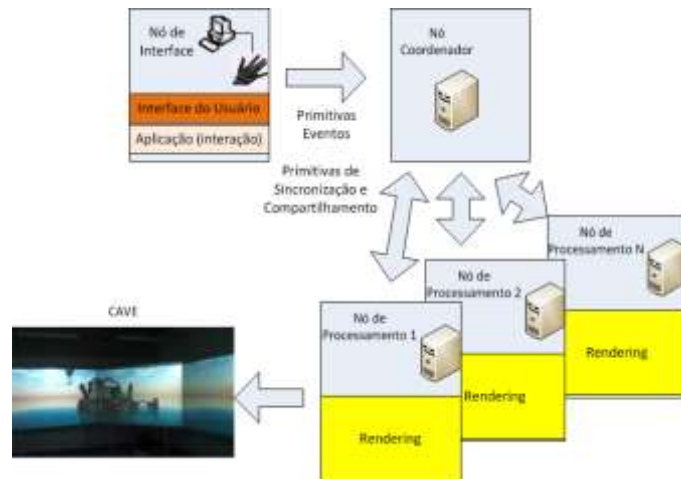 Nó de
Interface
Interface do Usuário
Aplicação (interação)
Primitivas
Eventos
Nó
Coordenador
Primitivas de
Sincronização e
Compartilhamento
Nó de
Processamento N
Rendering
Nó de
Processamento 2
Rendering
Nó de
Processamento 1
Rendering
CAVE